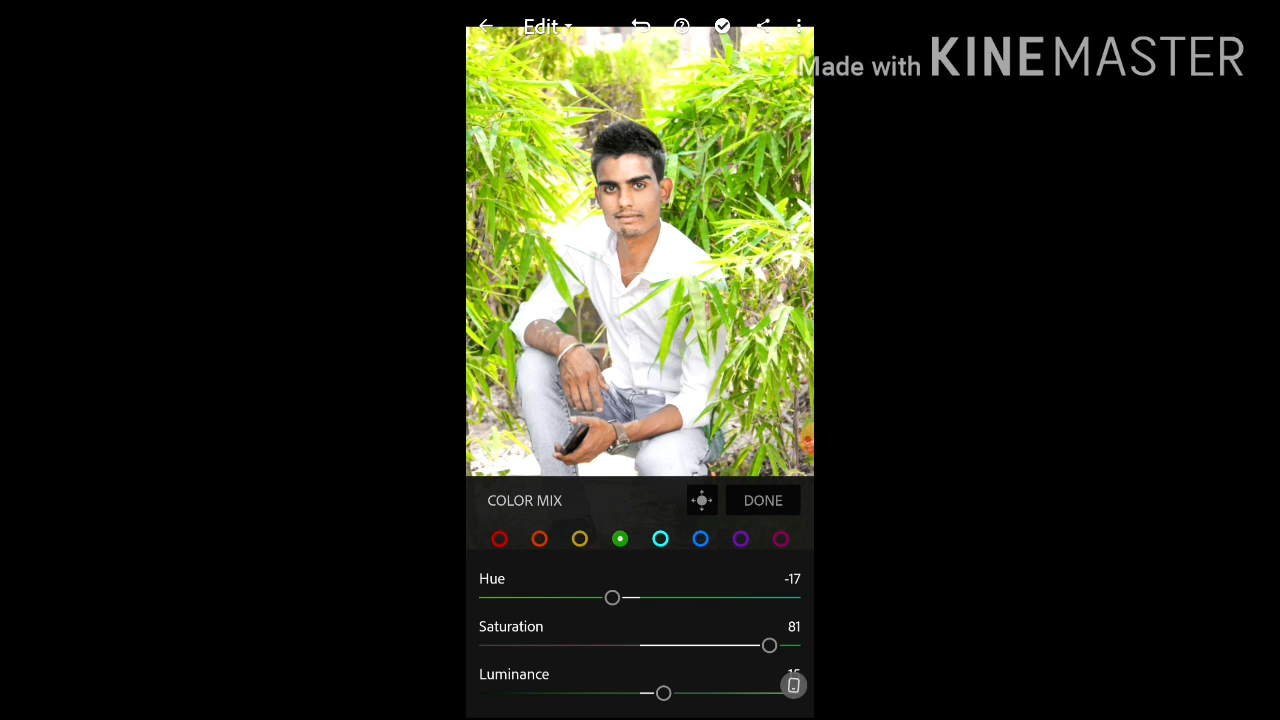 Edit
Made with KINEMASTER
COLOR MIX
DONE
Hue
-17
Saturation
81
Luminance